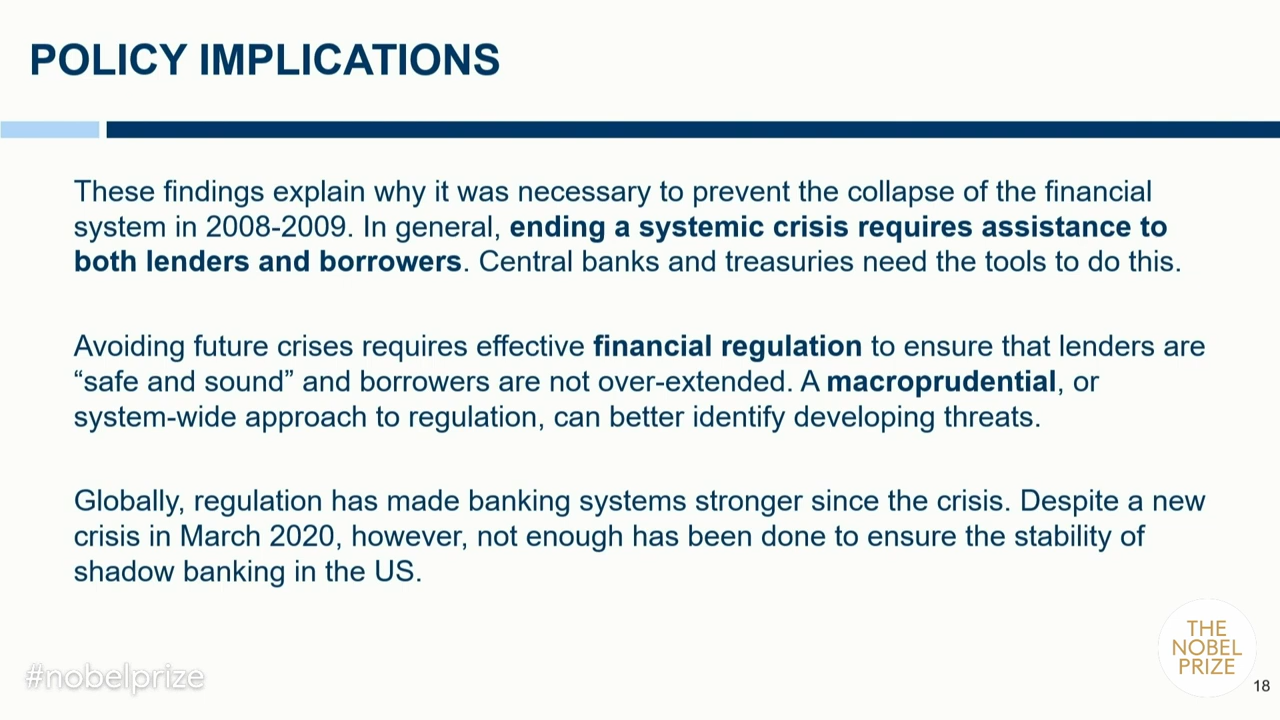 POLICY IMPLICATIONS
These findings explain why it was necessary to prevent the collapse of the financial
system in 2008-2009. In general, ending a systemic crisis requires assistance to
both lenders and borrowers. Central banks and treasuries need the tools to do this.
Avoiding future crises requires effective financial regulation to ensure that lenders are
“safe and sound” and borrowers are not over-extended. A macroprudential, or
system-wide approach to regulation, can better identify developing threats.
Globally, regulation has made banking systems stronger since the crisis. Despite a new
crisis in March 2020, however, not enough has been done to ensure the stability of
shadow banking in the US.
#nobelprize
THE
NOBEL
PRIZE
18